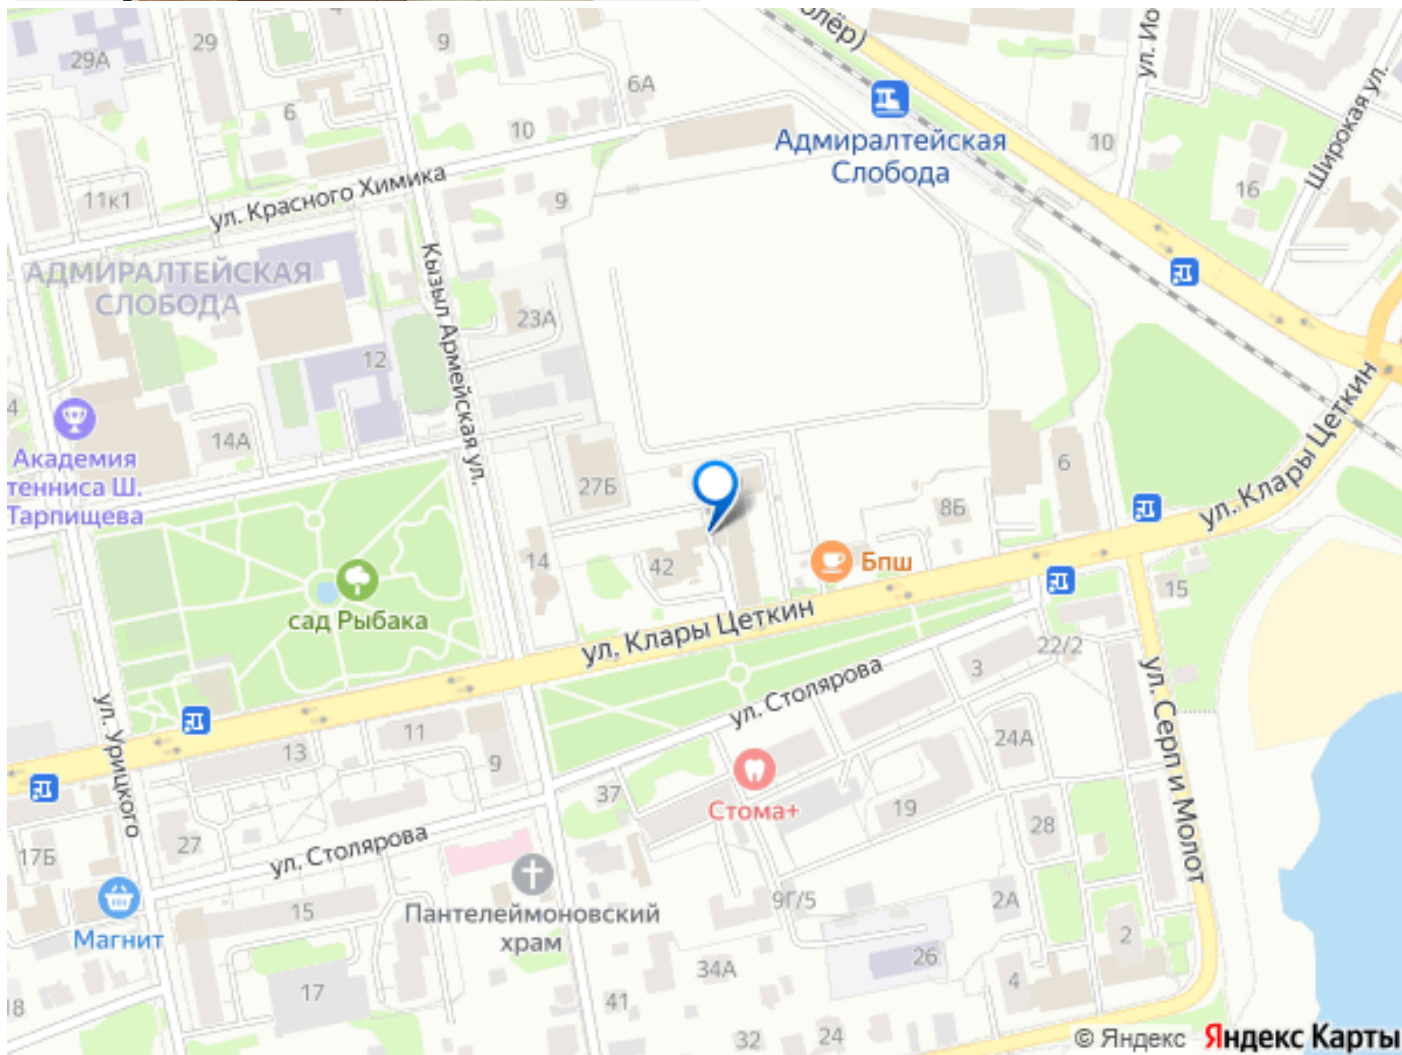 олёр)
ул. Ио
4
29
9
29А
6А
6
10
Адмиралтейская
Слобода
10
Широкая ул.
11к1
ул. Красного Химика
9
16
АДМИРАЛТЕЙСКАЯ
СЛОБОДА
Кызыл Армейская ул.
23А
12
4
14А
Академия
тенниса Ш.
Тарпищева
27Б
6
8Б
ул. Клары Цеткин
14
42
Бпш
15
сад Рыбака
ул. Клары Цеткин
22/2
3
ул. Столярова
ул. Серп и Молот
ул. Урицкого
11
13
9
24А
37
Стома+
19
28
17Б
27
ул. Столярова
Магнит
15
Пантелеймоновский
храм
9Г/5
2А
2
26
34А
4
17
41
18
32
24
© Яндекс Яндекс Карты